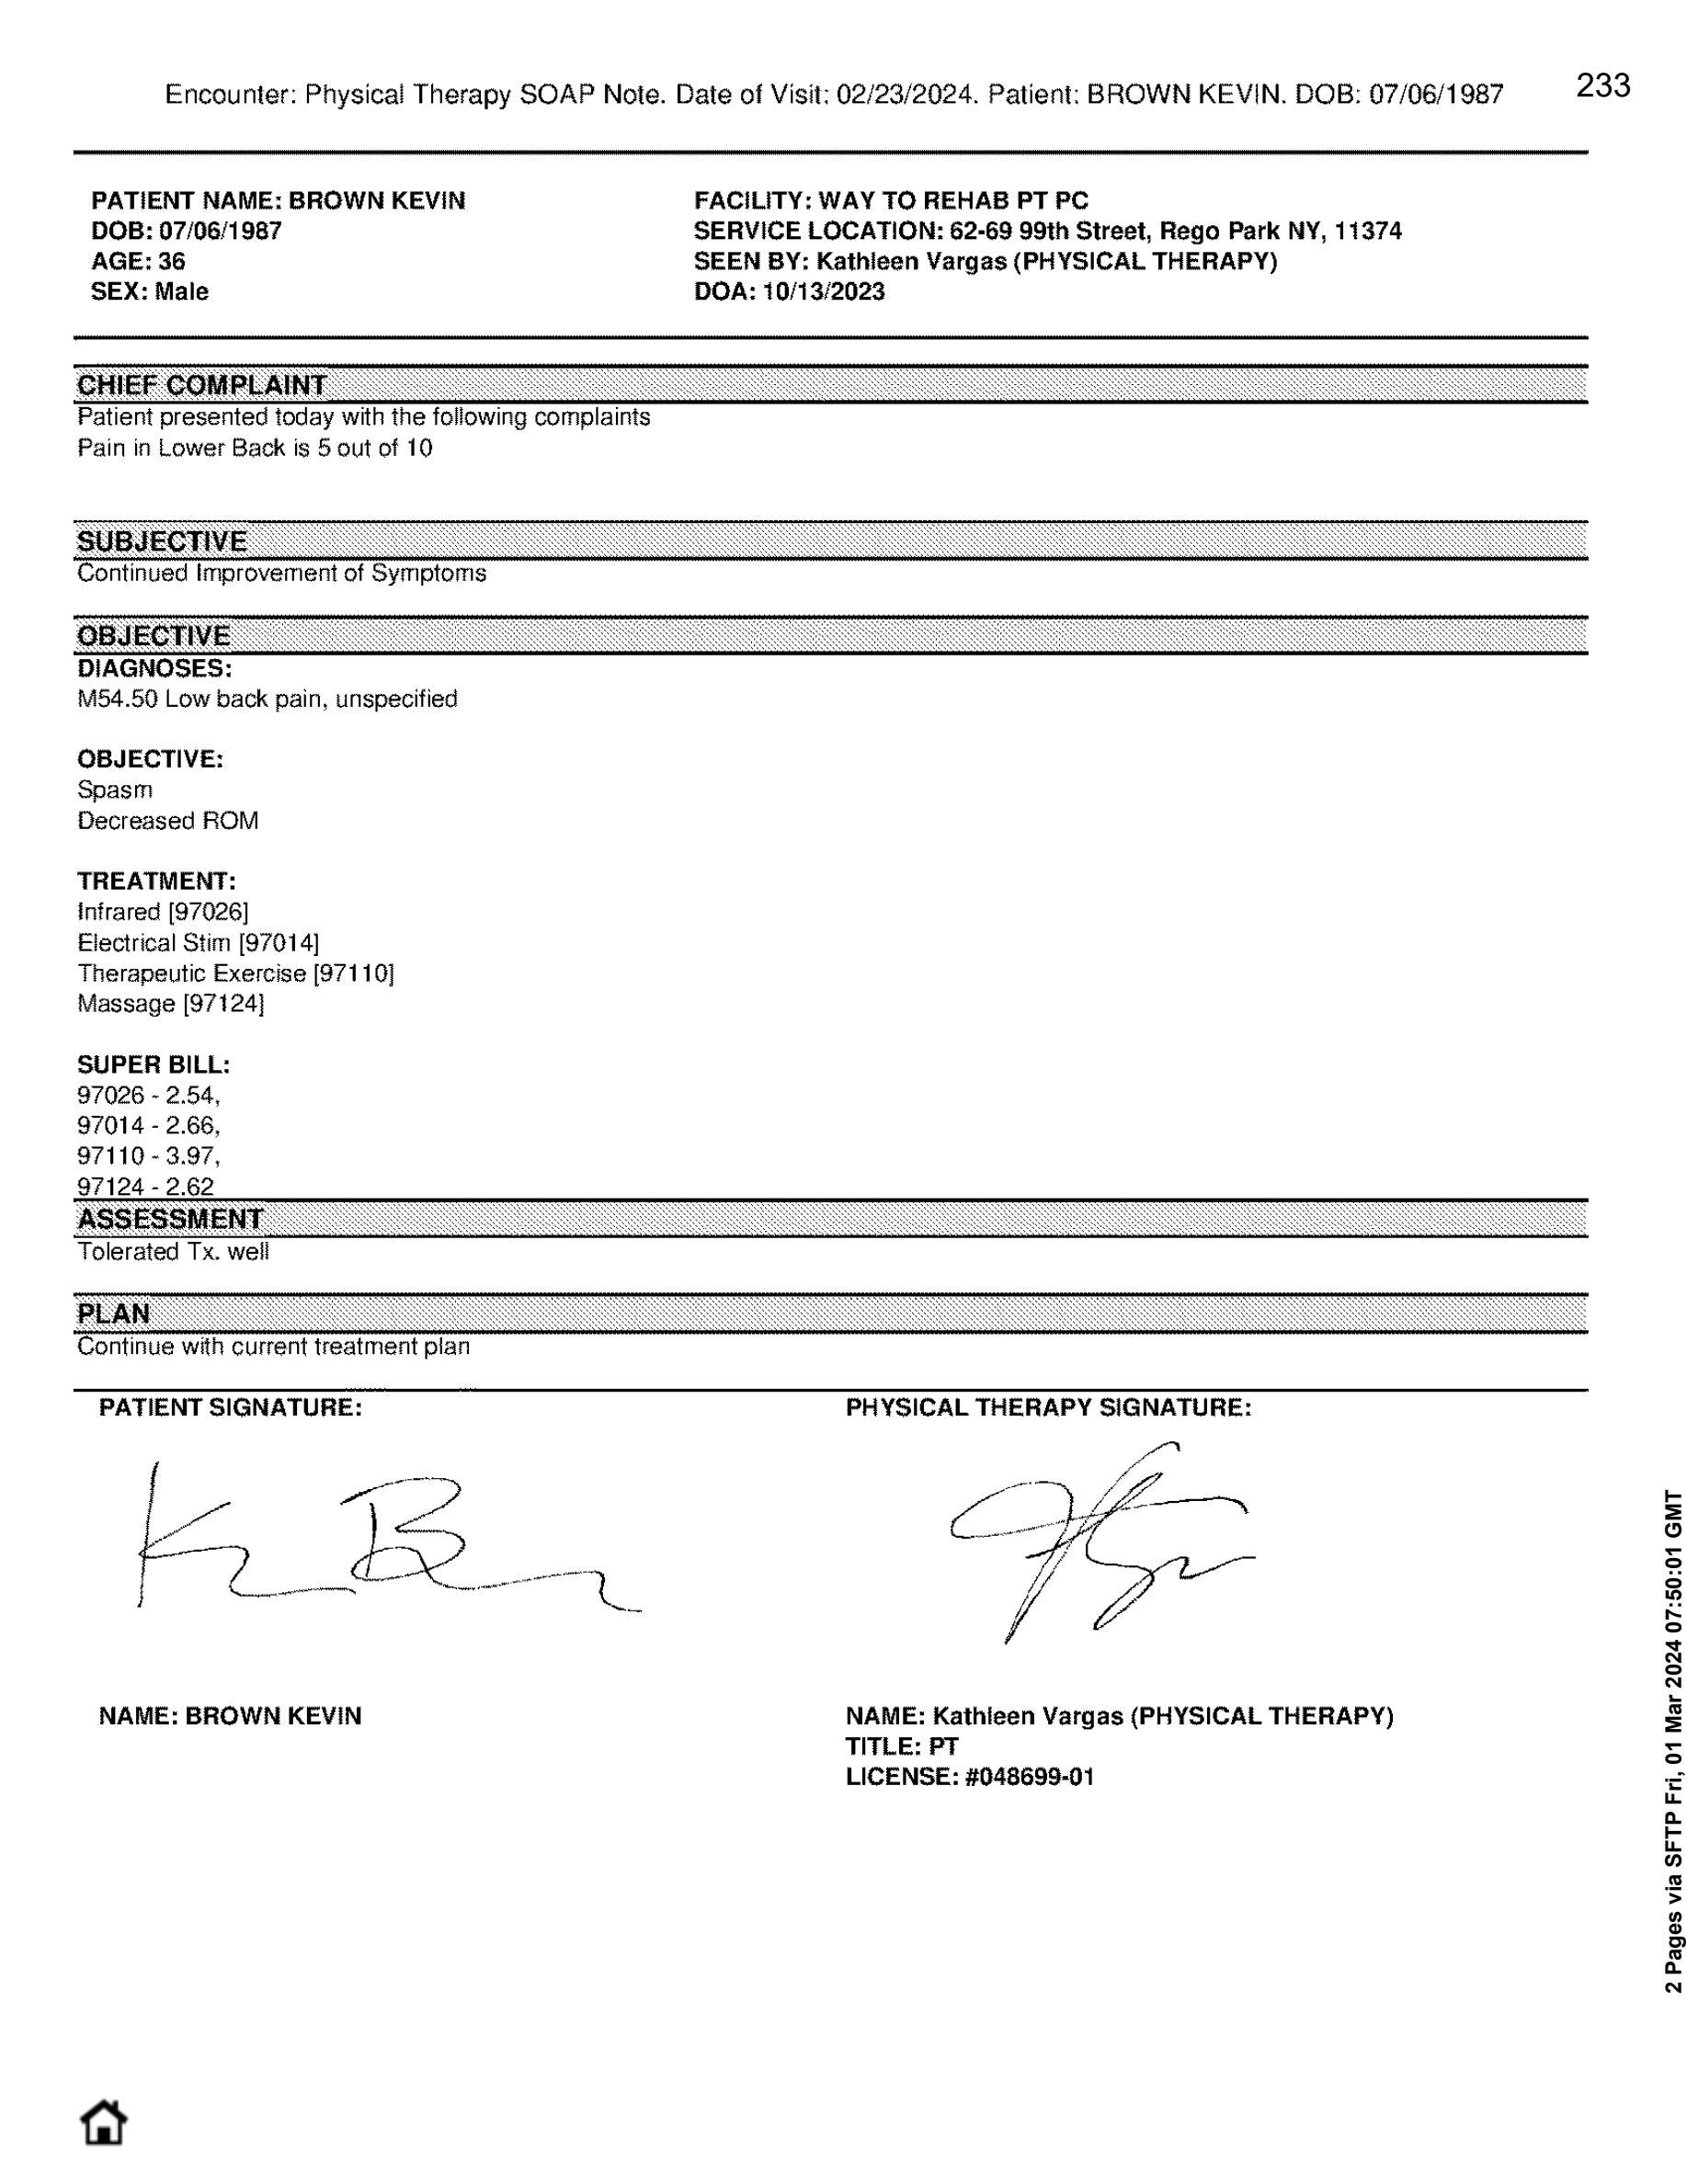 Encounter: Physical Therapy SOAP Note. Date of Visit: 02/23/2024. Patient: BROWN KEVIN. DOB: 07/06/1987
233
PATIENT NAME: BROWN KEVIN
DOB: 07/06/1987
AGE: 36
SEX: Male
FACILITY: WAY TO REHAB PT PC
SERVICE LOCATION: 62-69 99th Street, Rego Park NY, 11374
SEEN BY: Kathleen Vargas (PHYSICAL THERAPY)
DOA: 10/13/2023
CHIEF COMPLAINT
Patient presented today with the following complaints
Pain in Lower Back is 5 out of 10
SUBJECTIVE
Continued Improvement of Symptoms
OBJECTIVE
DIAGNOSES:
M54.50 Low back pain, unspecified
OBJECTIVE:
Spasm
Decreased ROM
TREATMENT:
Infrared [97026]
Electrical Stim [97014]
Therapeutic Exercise [97110]
Massage [97124]
SUPER BILL:
97026 - 2.54,
97014 - 2.66,
97110 - 3.97,
97124 - 2.62
ASSESSMENT
Tolerated Tx. well
PLAN
Continue with current treatment plan
PATIENT SIGNATURE:
NAME: BROWN KEVIN
PHYSICAL THERAPY SIGNATURE:
NAME: Kathleen Vargas (PHYSICAL THERAPY)
TITLE: PT
LICENSE: #048699-01
2 Pages via SFTP Fri, 01 Mar 2024 07:50:01 GMT